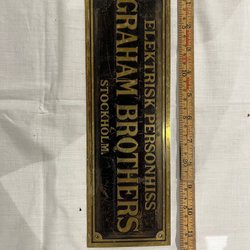 ELEKTRISK PERSONHISS
GRAHAM BROTHERS
STOCKHOLM.